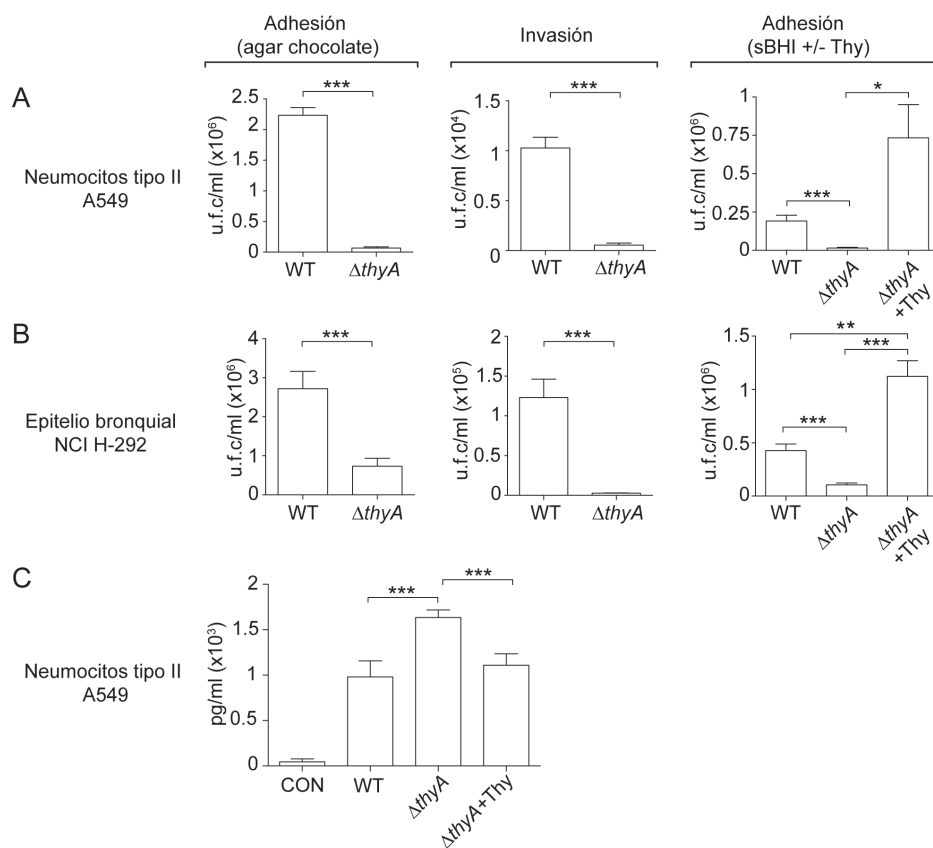 Adhesión
(agar chocolate)
Invasión
Adhesión
(sBHI +/- Thy)
A
Neumocitos tipo II
A549
u.f.c/ml (x10⁶)
2.5
2
1.5
1
0.5
0
***
WT
ΔthyA
u.f.c/ml (x10⁴)
1.5
1
0.5
0
***
WT
ΔthyA
u.f.c/ml (x10⁶)
1
0.75
0.25
0
*
***
WT
ΔthyA
ΔthyA
+Thy
B
Epitelio bronquial
NCI H-292
u.f.c/ml (x10⁶)
4
3
2
1
0
***
WT
ΔthyA
u.f.c/ml (x10⁵)
2
1.5
1
0.5
0
***
WT
ΔthyA
u.f.c/ml (x10⁶)
1.5
1
0.5
0
**
***
***
WT
ΔthyA
ΔthyA
+Thy
C
Neumocitos tipo II
A549
pg/ml (x10³)
2
1.5
1
0.5
0
***
***
CON
WT
ΔthyA
ΔthyA+Thy